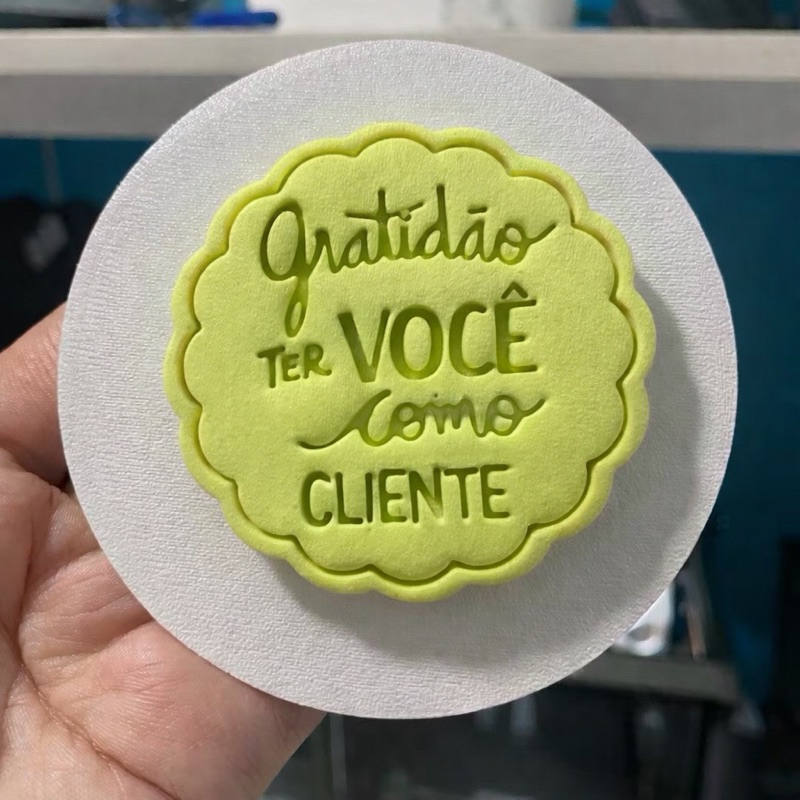 gratidão
TER VOCÊ
como
CLIENTE